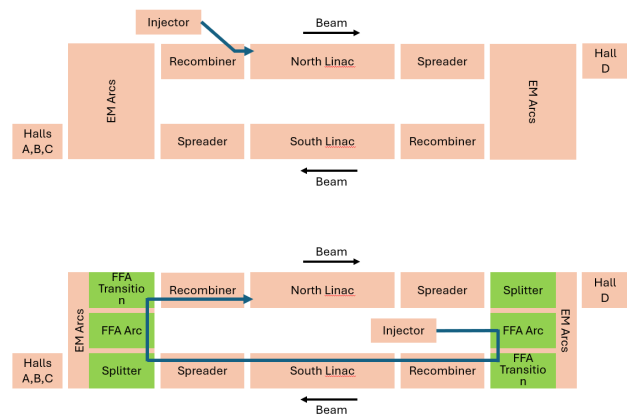 Injector
Beam
Recombiner
North Linac
Spreader
Hall
D
EM Arcs
EM Arcs
Halls
A,B,C
Spreader
South Linac
Recombiner
Beam
Beam
FFA
Transitio
n
Recombiner
North Linac
Spreader
Splitter
Hall
D
EM Arcs
FFA Arc
Injector
FFA Arc
EM Arcs
Halls
A,B,C
Splitter
Spreader
South Linac
Recombiner
FFA
Transitio
n
Beam